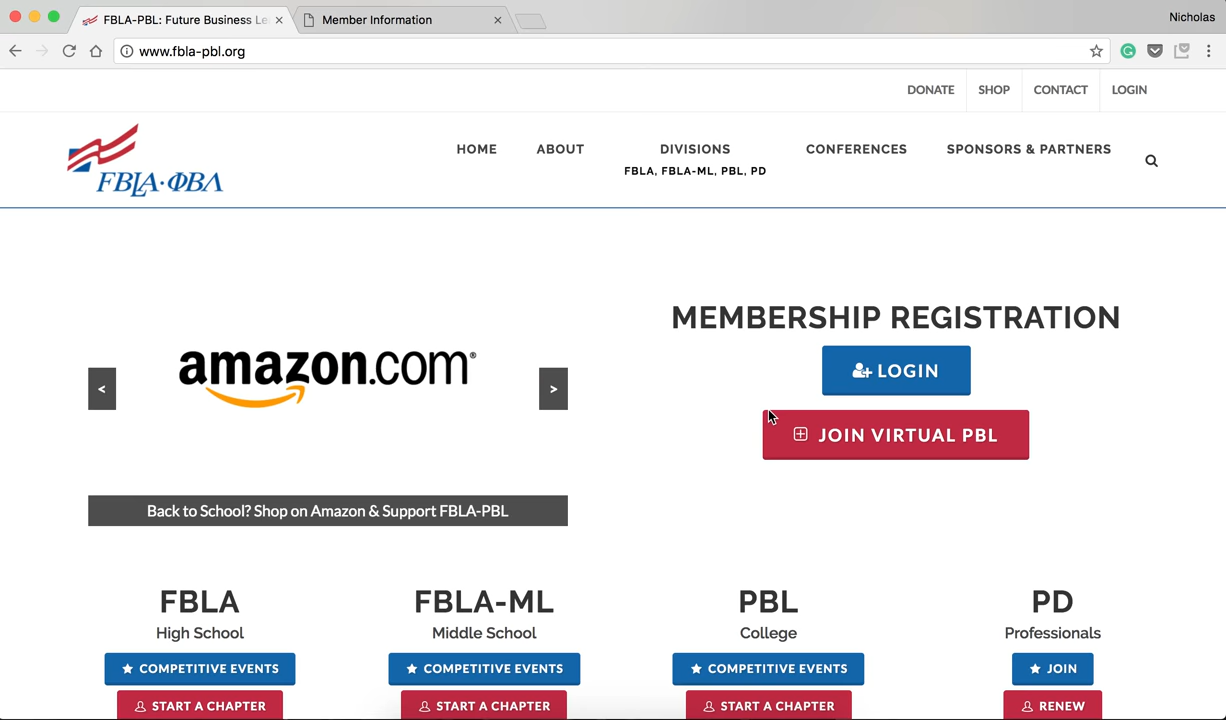 FBLA-PBL: Future Business Le
Member Information
Nicholas
www.fbla-pbl.org
DONATE SHOP CONTACT LOGIN
FBLA·ΦBΛ
HOME ABOUT DIVISIONS CONFERENCES SPONSORS & PARTNERS
FBLA, FBLA-ML, PBL, PD
MEMBERSHIP REGISTRATION
LOGIN
JOIN VIRTUAL PBL
amazon.com®
< >
Back to School? Shop on Amazon & Support FBLA-PBL
FBLA FBLA-ML PBL PD
High School Middle School College Professionals
COMPETITIVE EVENTS COMPETITIVE EVENTS COMPETITIVE EVENTS JOIN
START A CHAPTER START A CHAPTER START A CHAPTER RENEW